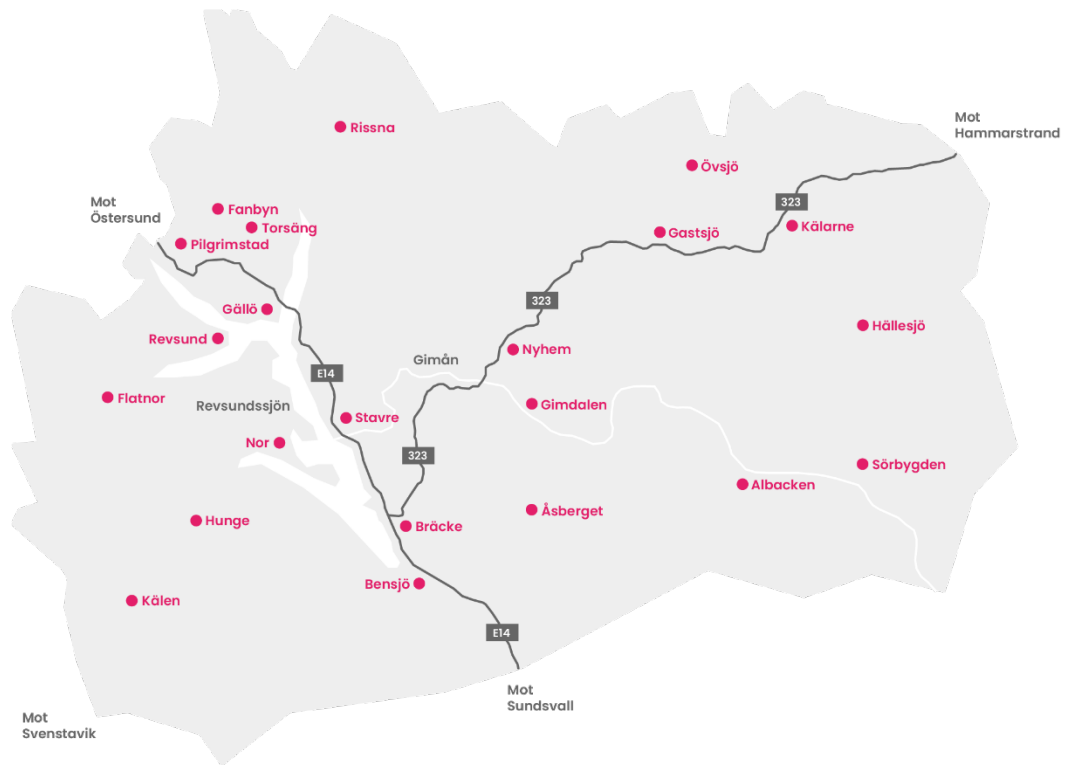 Mot
Hammarstrand
Rissna
Övsjö
Mot
Östersund
323
Fanbyn
Torsäng
Kälarne
Gastsjö
Pilgrimstad
323
Gällö
Hällesjö
Revsund
Nyhem
Gimån
E14
Flatnor
Revsundssjön
Gimdalen
Stavre
Nor
323
Sörbygden
Albacken
Åsberget
Hunge
Bräcke
Bensjö
Kälen
E14
Mot
Sundsvall
Mot
Svenstavik